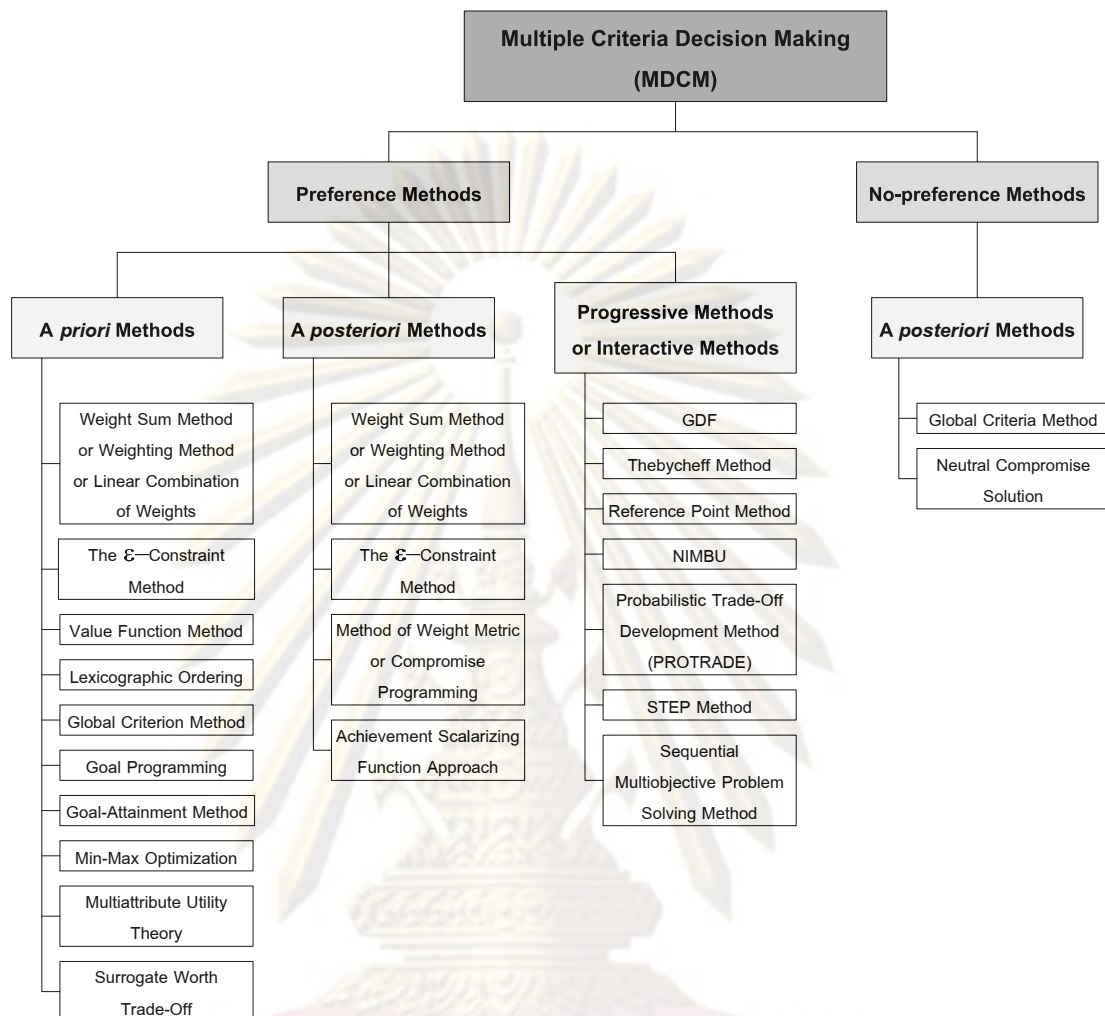 Multiple Criteria Decision Making
(MDCM)
Preference Methods
No-preference Methods
A priori Methods
A posteriori Methods
Progressive Methods
or Interactive Methods
A posteriori Methods
Weight Sum Method
or Weighting Method
or Linear Combination
of Weights
The ε–Constraint
Method
Value Function Method
Lexicographic Ordering
Global Criterion Method
Goal Programming
Goal-Attainment Method
Min-Max Optimization
Multiattribute Utility
Theory
Surrogate Worth
Trade-Off
Weight Sum Method
or Weighting Method
or Linear Combination
of Weights
The ε–Constraint
Method
Method of Weight Metric
or Compromise
Programming
Achievement Scalarizing
Function Approach
GDF
Thebycheff Method
Reference Point Method
NIMBU
Probabilistic Trade-Off
Development Method
(PROTRADE)
STEP Method
Sequential
Multiobjective Problem
Solving Method
Global Criteria Method
Neutral Compromise
Solution